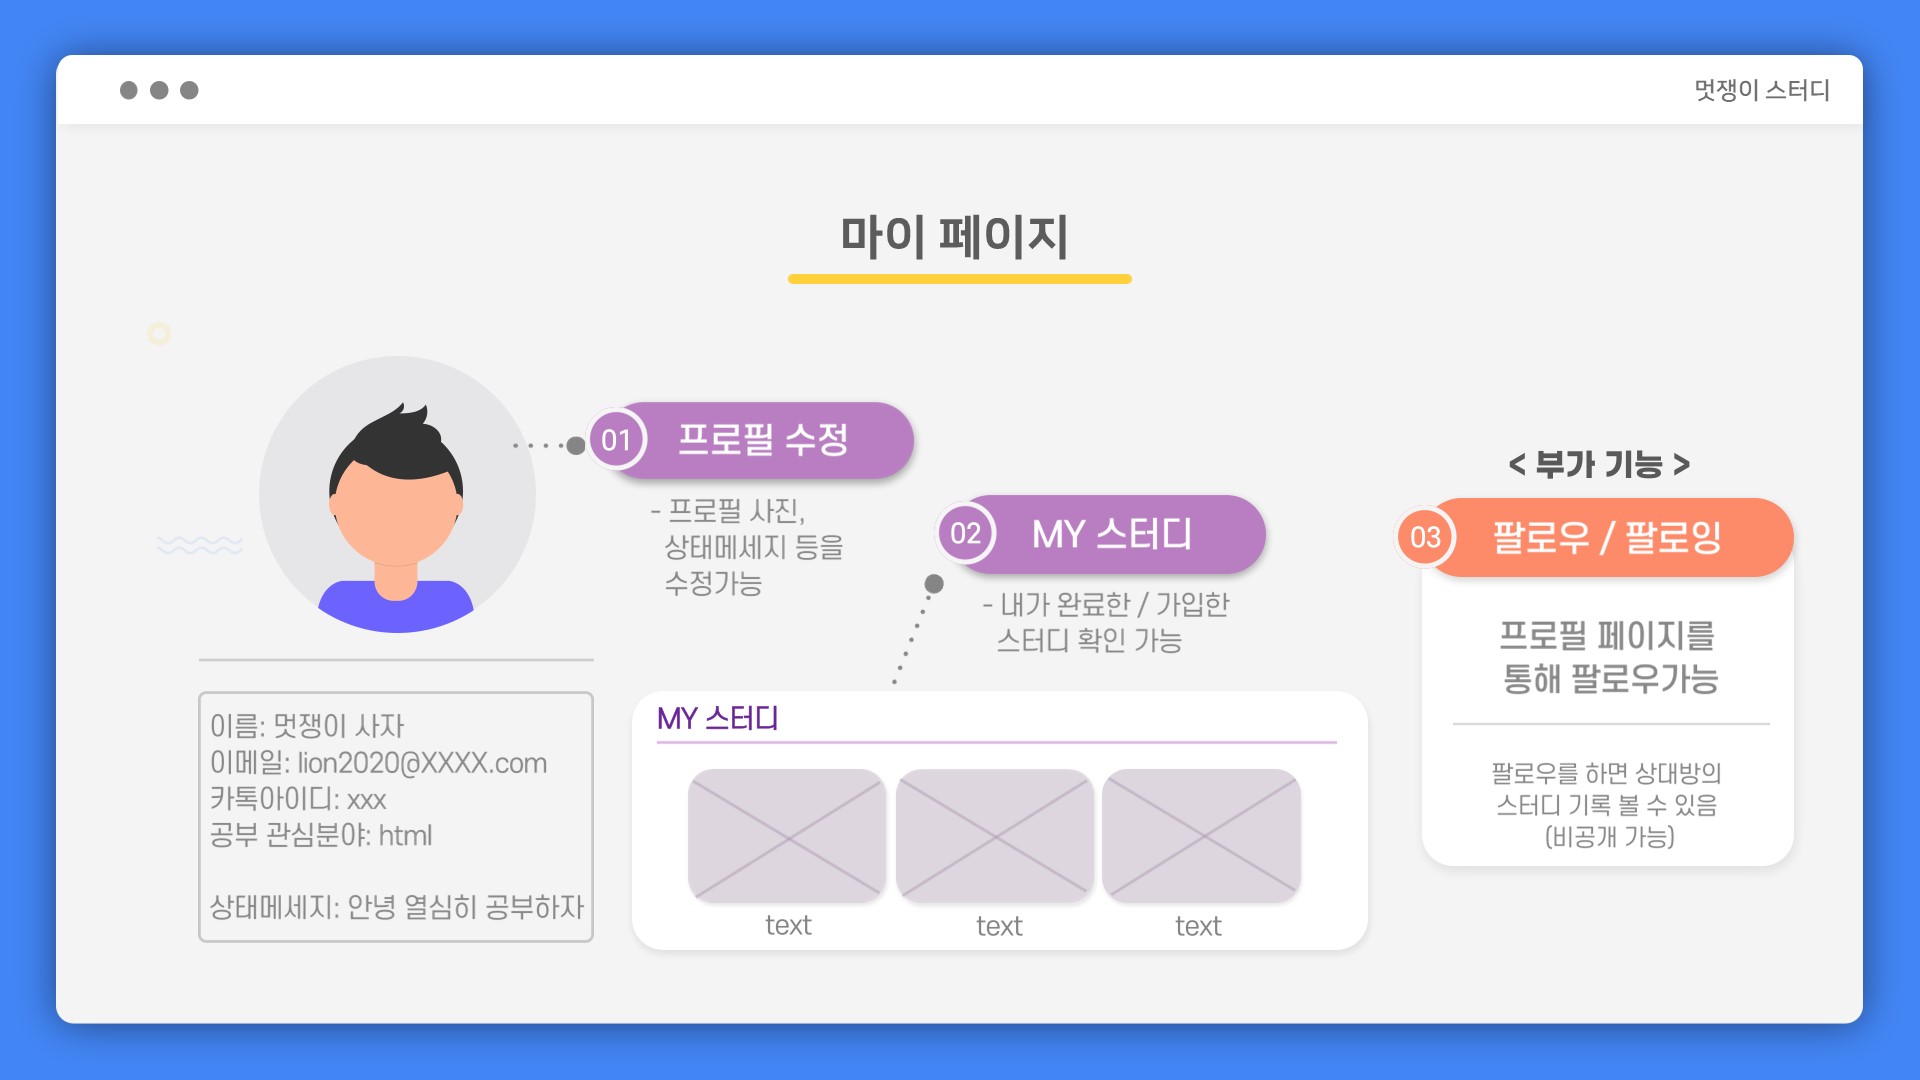 멋쟁이 스터디
마이 페이지
01 프로필 수정
- 프로필 사진,
상태메세지 등을
수정가능
02 MY 스터디
- 내가 완료한 / 가입한
스터디 확인 가능
< 부가 기능 >
03 팔로우 / 팔로잉
프로필 페이지를
통해 팔로우가능
팔로우를 하면 상대방의
스터디 기록 볼 수 있음
(비공개 가능)
이름: 멋쟁이 사자
이메일: lion2020@XXXX.com
카톡아이디: xxx
공부 관심분야: html
상태메세지: 안녕 열심히 공부하자
MY 스터디
text
text
text